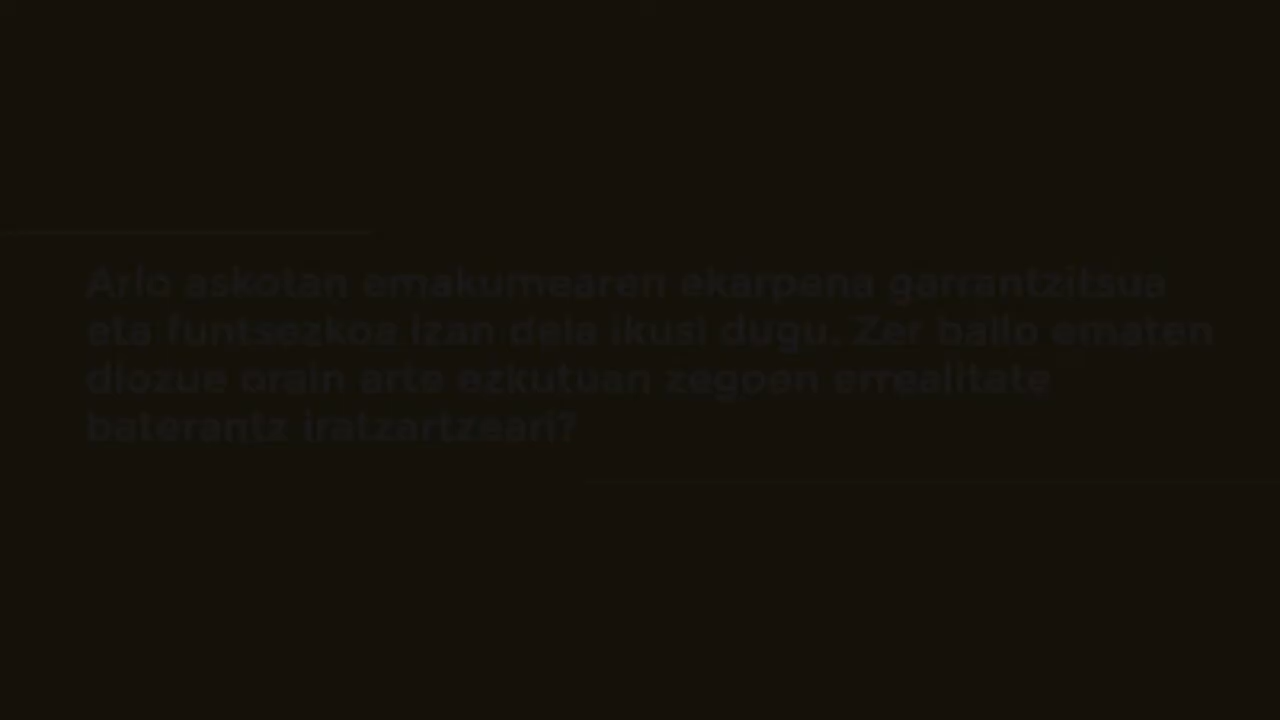 Arlo askotan emakumearen ekarpena garrantzitsua
eta funtsezkoa izan dela ikusi dugu. Zer balio ematen
diozue orain arte ezkutuan zegoen errealitate
baterantz iratzartzeari?